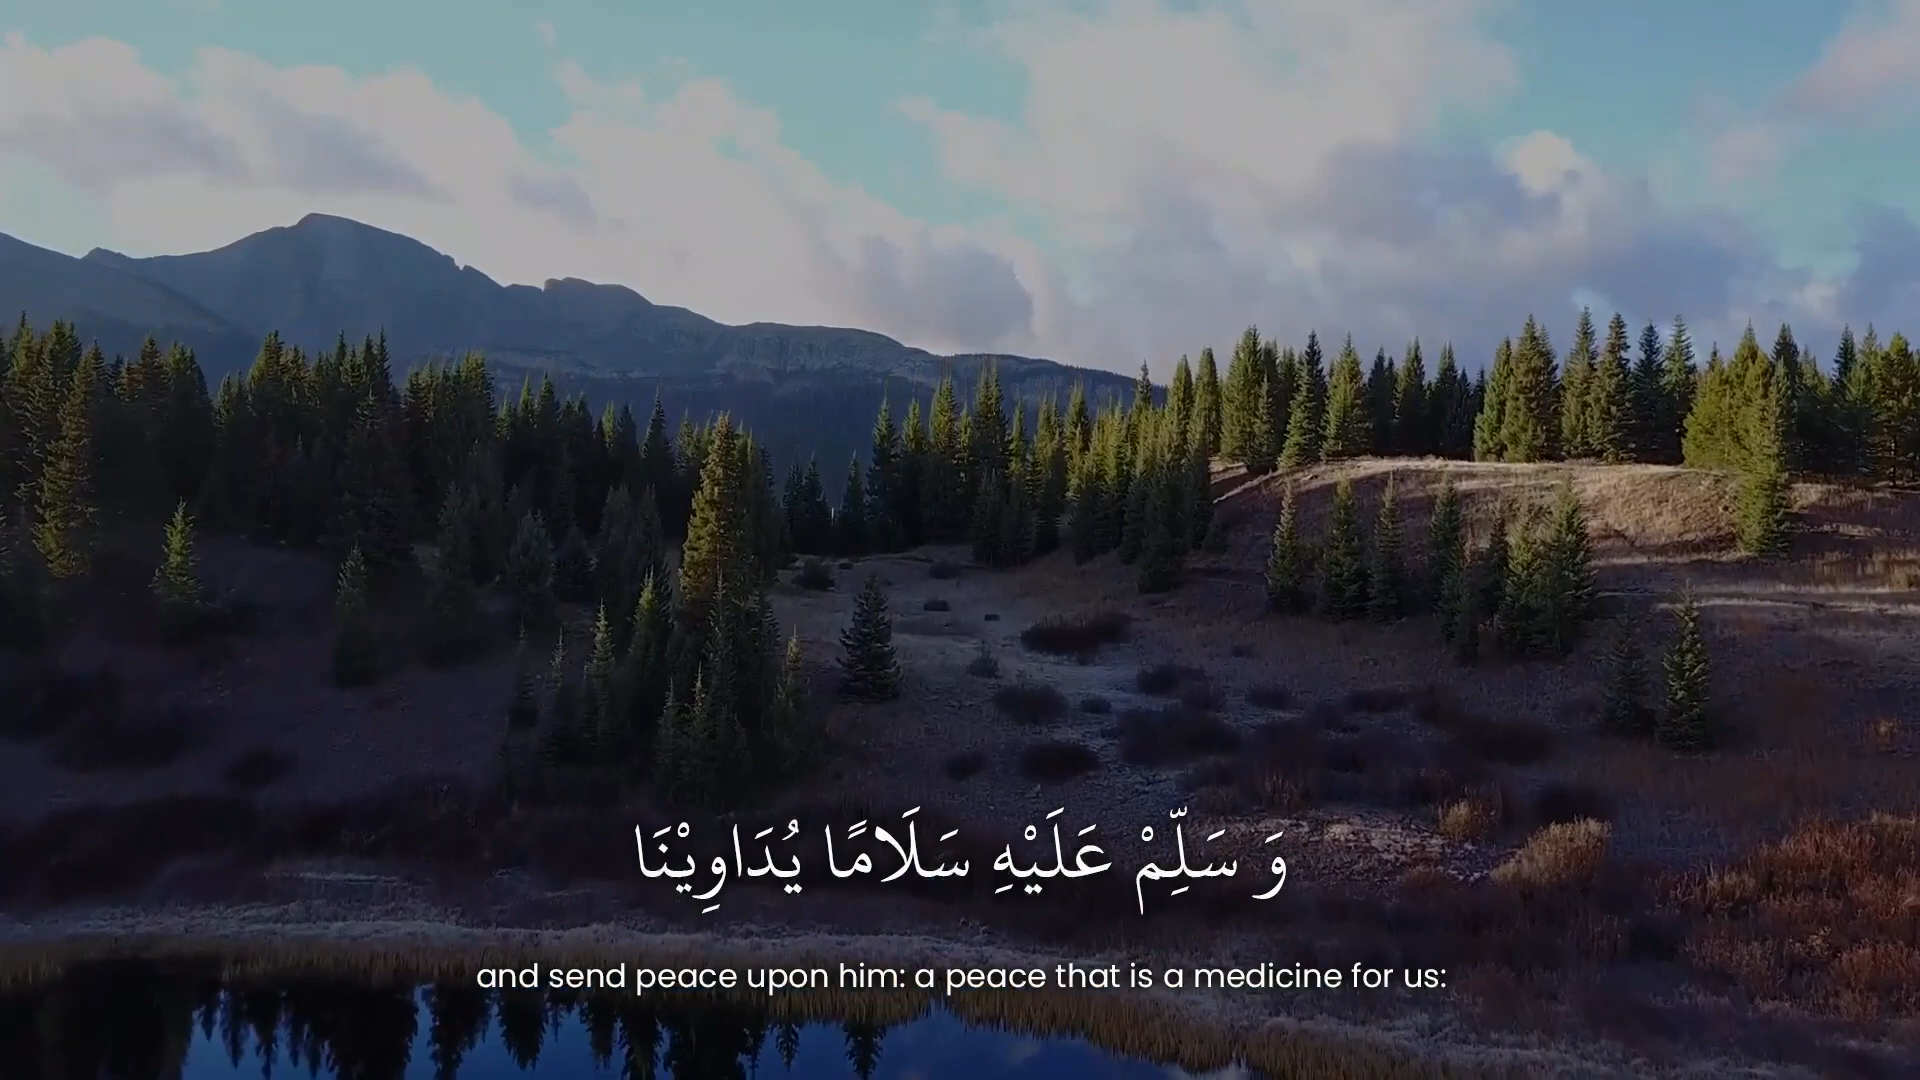 وَ سَلِّمْ عَلَيْهِ سَلَامًا يُدَاوِيْنَا
and send peace upon him: a peace that is a medicine for us: